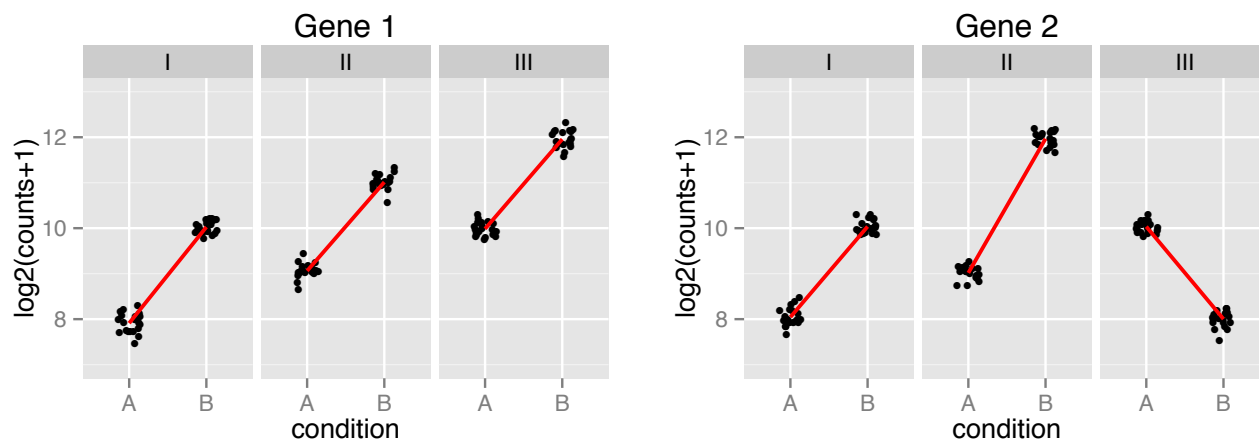 Gene 1
I II III
log2(counts+1)
12
10
8
A B A B A B
condition
Gene 2
I II III
log2(counts+1)
12
10
8
A B A B A B
condition